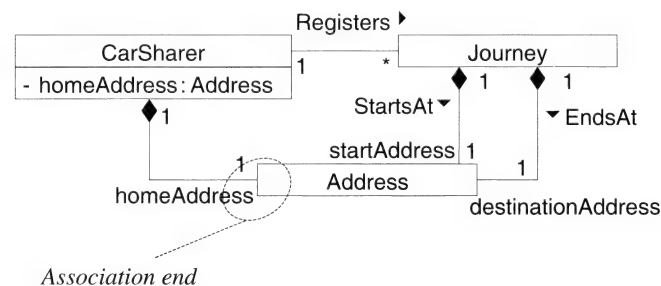 Registers
CarSharer
Journey
1
*
- homeAddress: Address
1
1
1
StartsAt
EndsAt
startAddress
1
1
1
Address
homeAddress
destinationAddress
Association end